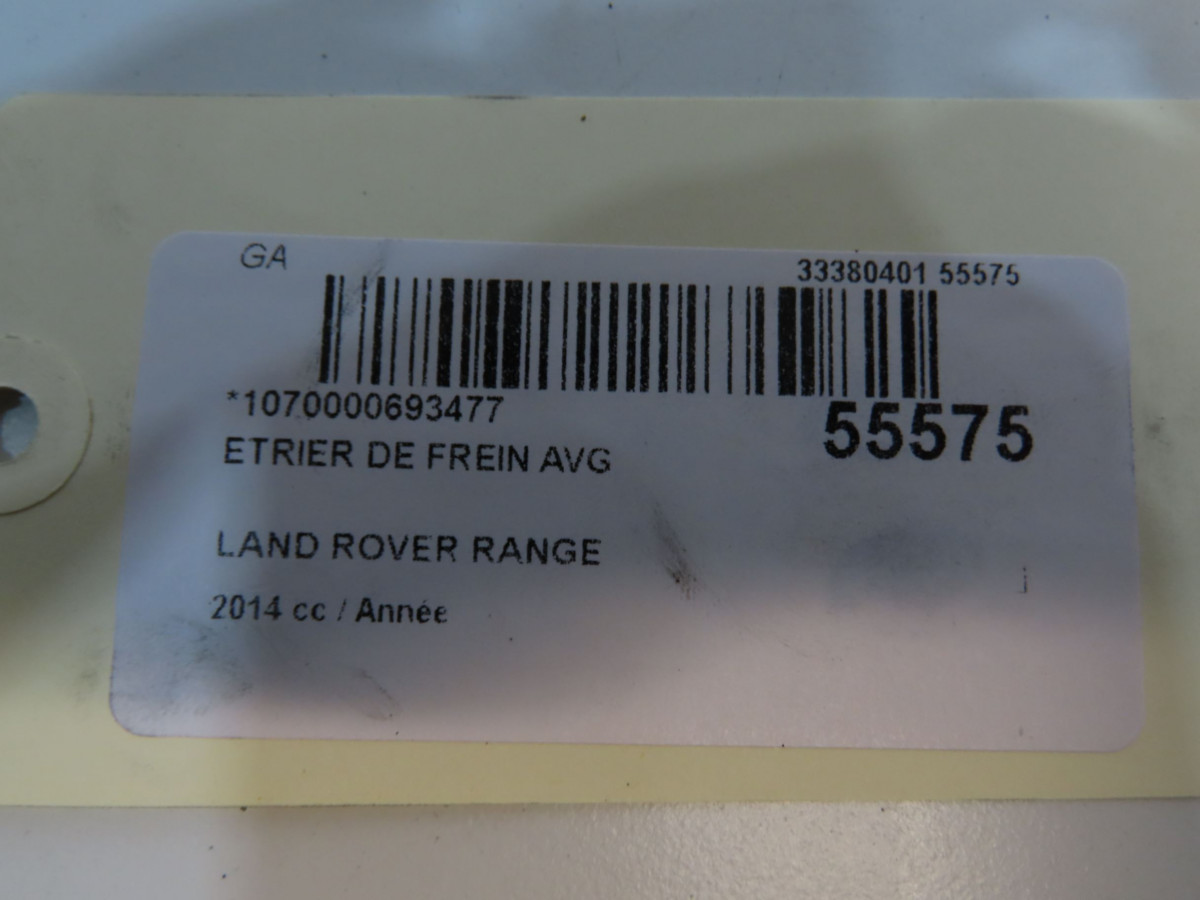 GA
33380401 55575
*1070000693477
55575
ETRIER DE FREIN AVG
LAND ROVER RANGE
j
2014 cc / Année